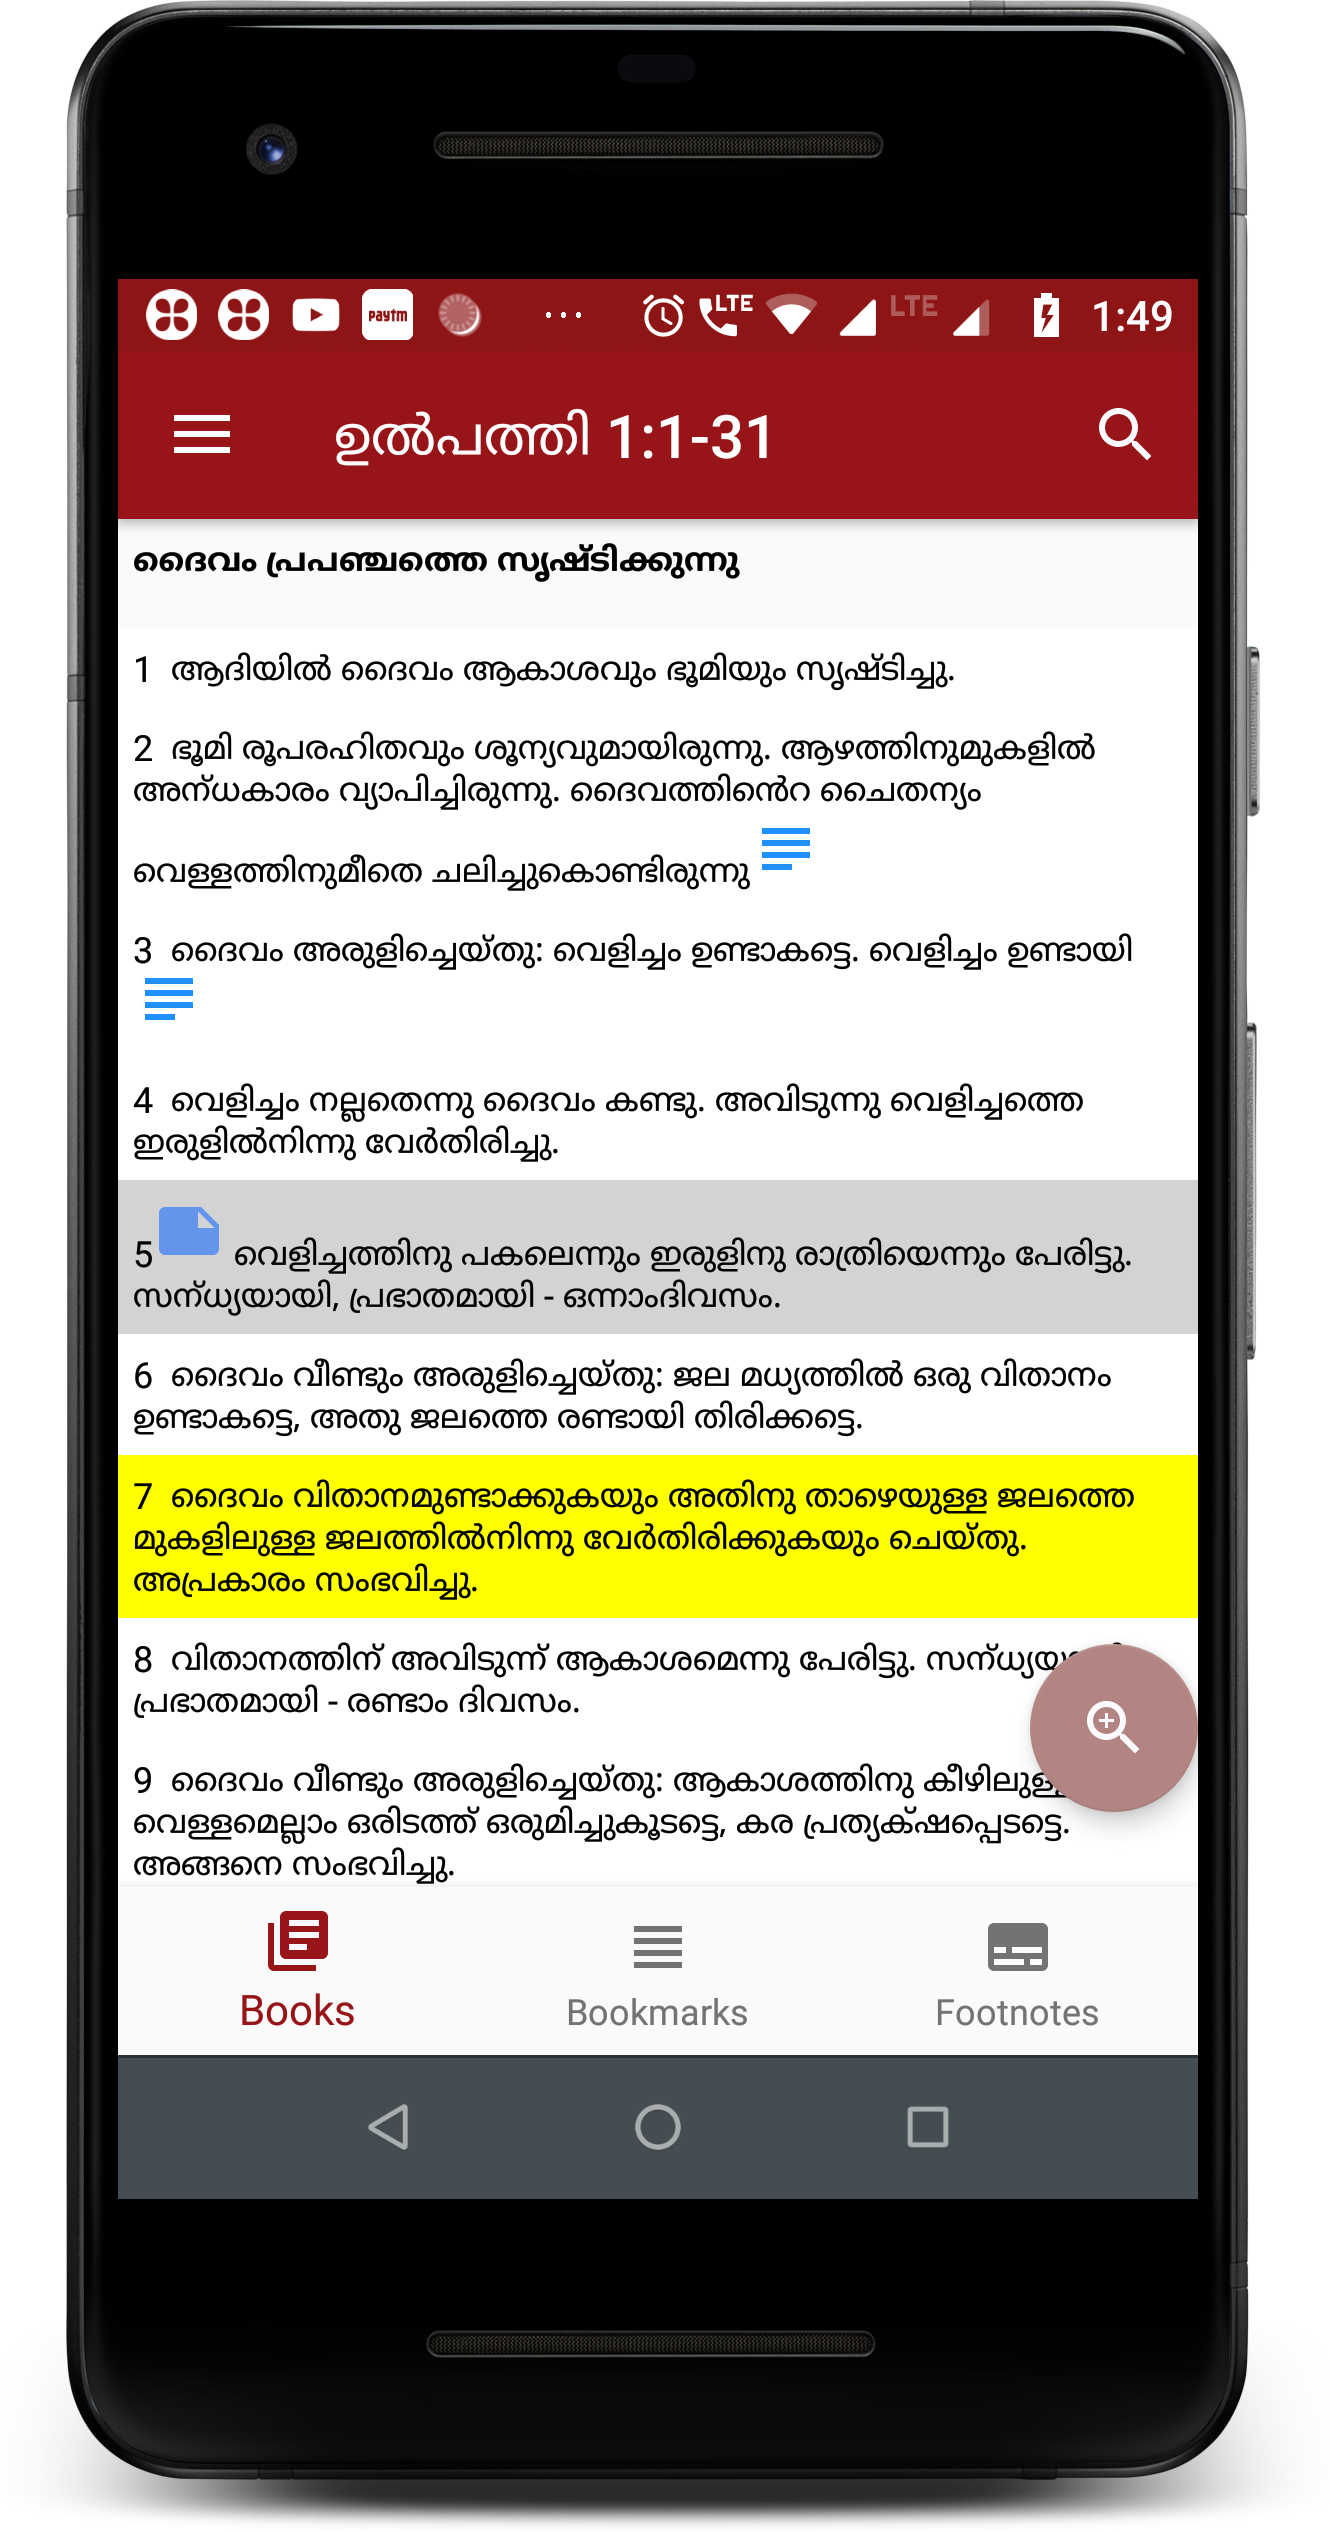 paytm
LTE
LTE
1:49
ഉൽപത്തി 1:1-31
ദൈവം പ്രപഞ്ചത്തെ സൃഷ്ടിക്കുന്നു
1 ആദിയിൽ ദൈവം ആകാശവും ഭൂമിയും സൃഷ്ടിച്ചു.
2 ഭൂമി രൂപരഹിതവും ശൂന്യവുമായിരുന്നു. ആഴത്തിനുമുകളിൽ
അന്ധകാരം വ്യാപിച്ചിരുന്നു. ദൈവത്തിൻെറ ചൈതന്യം
വെള്ളത്തിനുമീതെ ചലിച്ചുകൊണ്ടിരുന്നു
3 ദൈവം അരുളിച്ചെയ്തു: വെളിച്ചം ഉണ്ടാകട്ടെ. വെളിച്ചം ഉണ്ടായി
4 വെളിച്ചം നല്ലതെന്നു ദൈവം കണ്ടു. അവിടുന്നു വെളിച്ചത്തെ
ഇരുളിൽനിന്നു വേർതിരിച്ചു.
5 വെളിച്ചത്തിനു പകലെന്നും ഇരുളിനു രാത്രിയെന്നും പേരിട്ടു.
സന്ധ്യയായി, പ്രഭാതമായി - ഒന്നാംദിവസം.
6 ദൈവം വീണ്ടും അരുളിച്ചെയ്തു: ജല മധ്യത്തിൽ ഒരു വിതാനം
ഉണ്ടാകട്ടെ, അതു ജലത്തെ രണ്ടായി തിരിക്കട്ടെ.
7 ദൈവം വിതാനമുണ്ടാക്കുകയും അതിനു താഴെയുള്ള ജലത്തെ
മുകളിലുള്ള ജലത്തിൽനിന്നു വേർതിരിക്കുകയും ചെയ്തു.
അപ്രകാരം സംഭവിച്ചു.
8 വിതാനത്തിന് അവിടുന്ന് ആകാശമെന്നു പേരിട്ടു.
പ്രഭാതമായി - രണ്ടാം ദിവസം.
9 ദൈവം വീണ്ടും അരുളിച്ചെയ്തു: ആകാശത്തിനു കീഴിലുള്ള
വെള്ളമെല്ലാം ഒരിടത്ത് ഒരുമിച്ചുകൂടട്ടെ, കര പ്രത്യക്ഷപ്പെടട്ടെ.
അങ്ങനെ സംഭവിച്ചു.
Books
Bookmarks
Footnotes